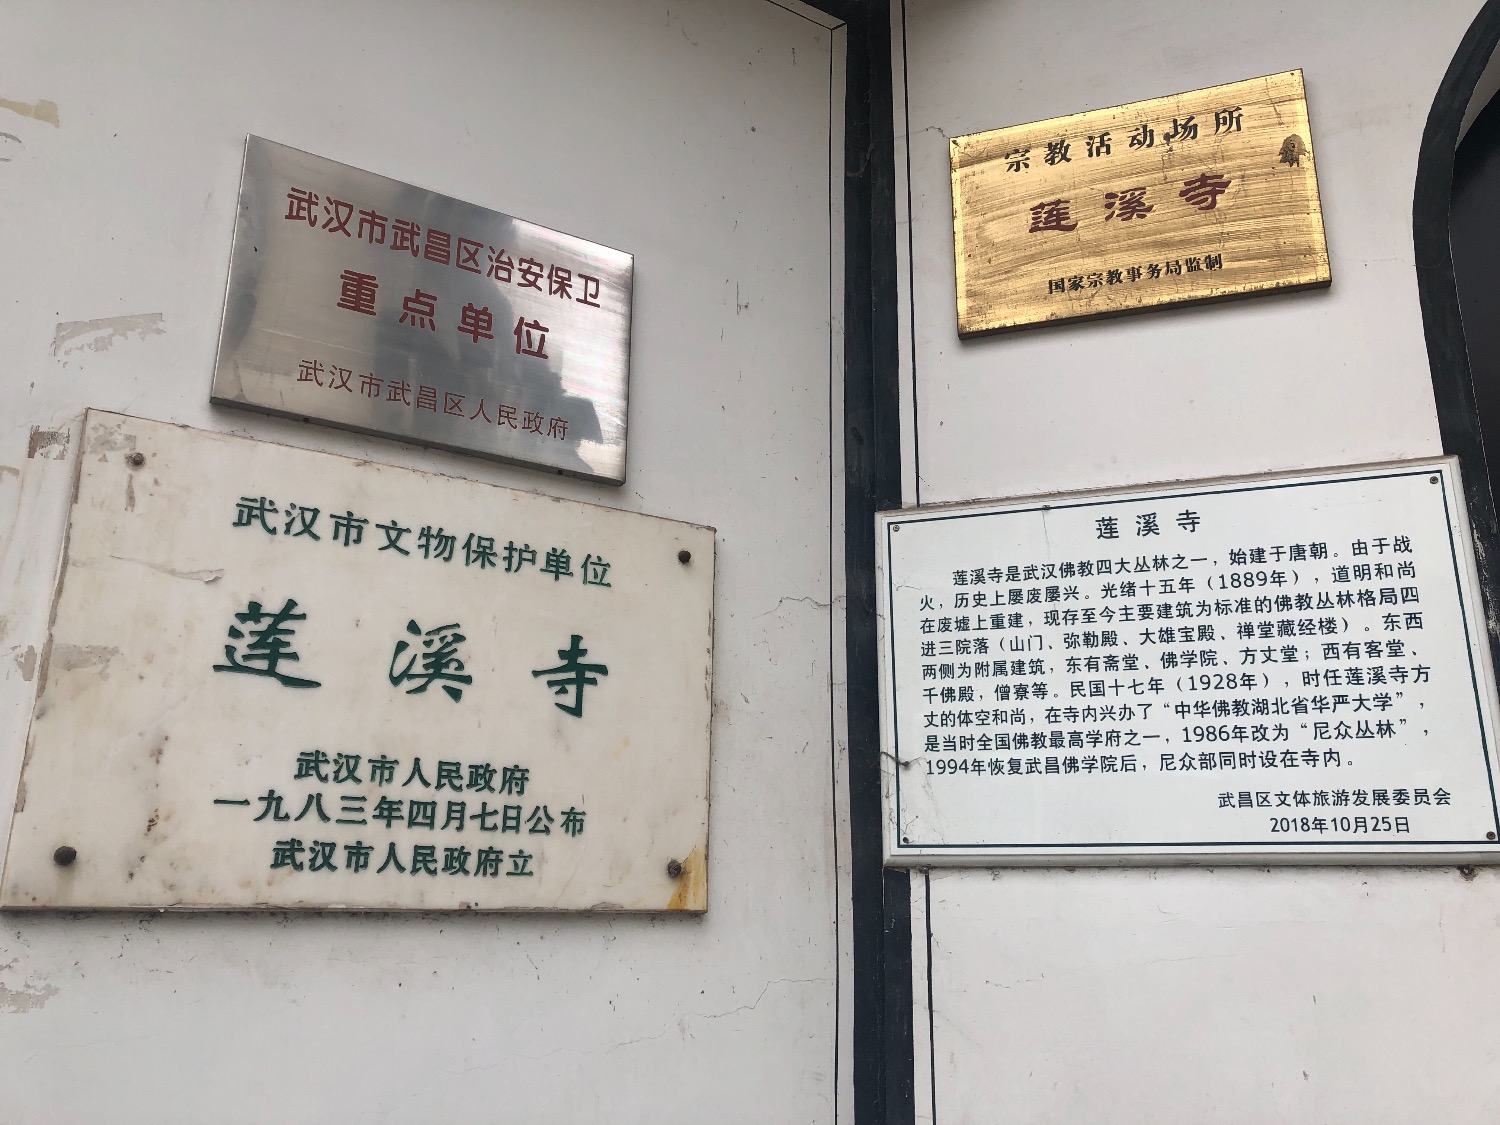 武汉市武昌区治安保卫
重点单位
武汉市武昌区人民政府
武汉市文物保护单位
莲溪寺
武汉市人民政府
一九八三年四月七日公布
武汉市人民政府立
宗教活动场所
莲溪寺
国家宗教事务局监制
莲溪寺
莲溪寺是武汉佛教四大丛林之一，始建于唐朝。由于战
火，历史上屡废屡兴。光绪十五年（1889年），道明和尚
在废墟上重建，现存至今主要建筑为标准的佛教丛林格局四
进三院落（山门、弥勒殿、大雄宝殿、禅堂藏经楼）。东西
两侧为附属建筑，东有斋堂、佛学院、方丈堂；西有客堂、
千佛殿，僧寮等。民国十七年（1928年），时任莲溪寺方
丈的体空和尚，在寺内兴办了“中华佛教湖北省华严大学”，
是当时全国佛教最高学府之一，1986年改为“尼众丛林”，
1994年恢复武昌佛学院后，尼众部同时设在寺内。
武昌区文体旅游发展委员会
2018年10月25日